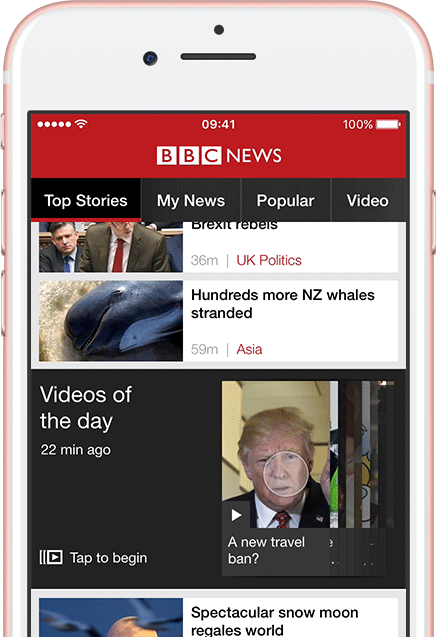 09:41
100%
BBC NEWS
Top Stories
My News
Popular
Video
Brexit rebels
36m | UK Politics
Hundreds more NZ whales
stranded
59m | Asia
Videos of
the day
22 min ago
A new travel
ban?
e
...
Tap to begin
Spectacular snow moon
regales world